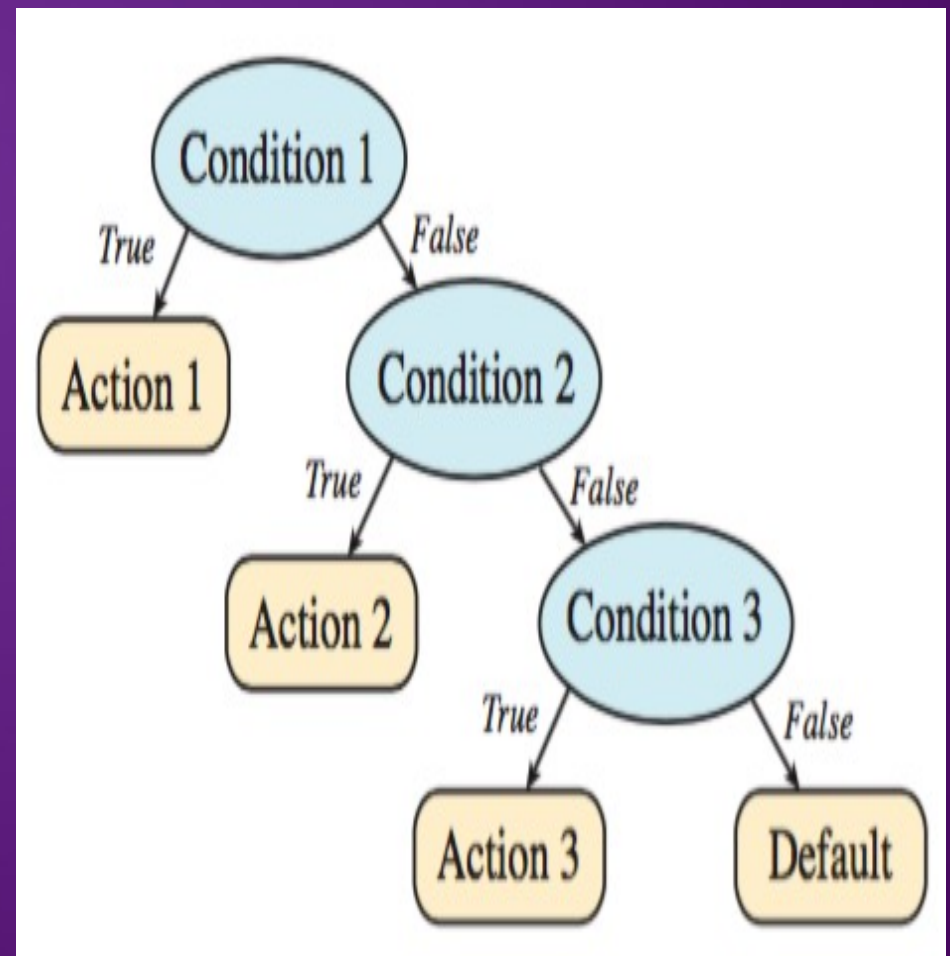 Condition 1
True
False
Action 1
Condition 2
True
False
Action 2
Condition 3
True
False
Action 3
Default